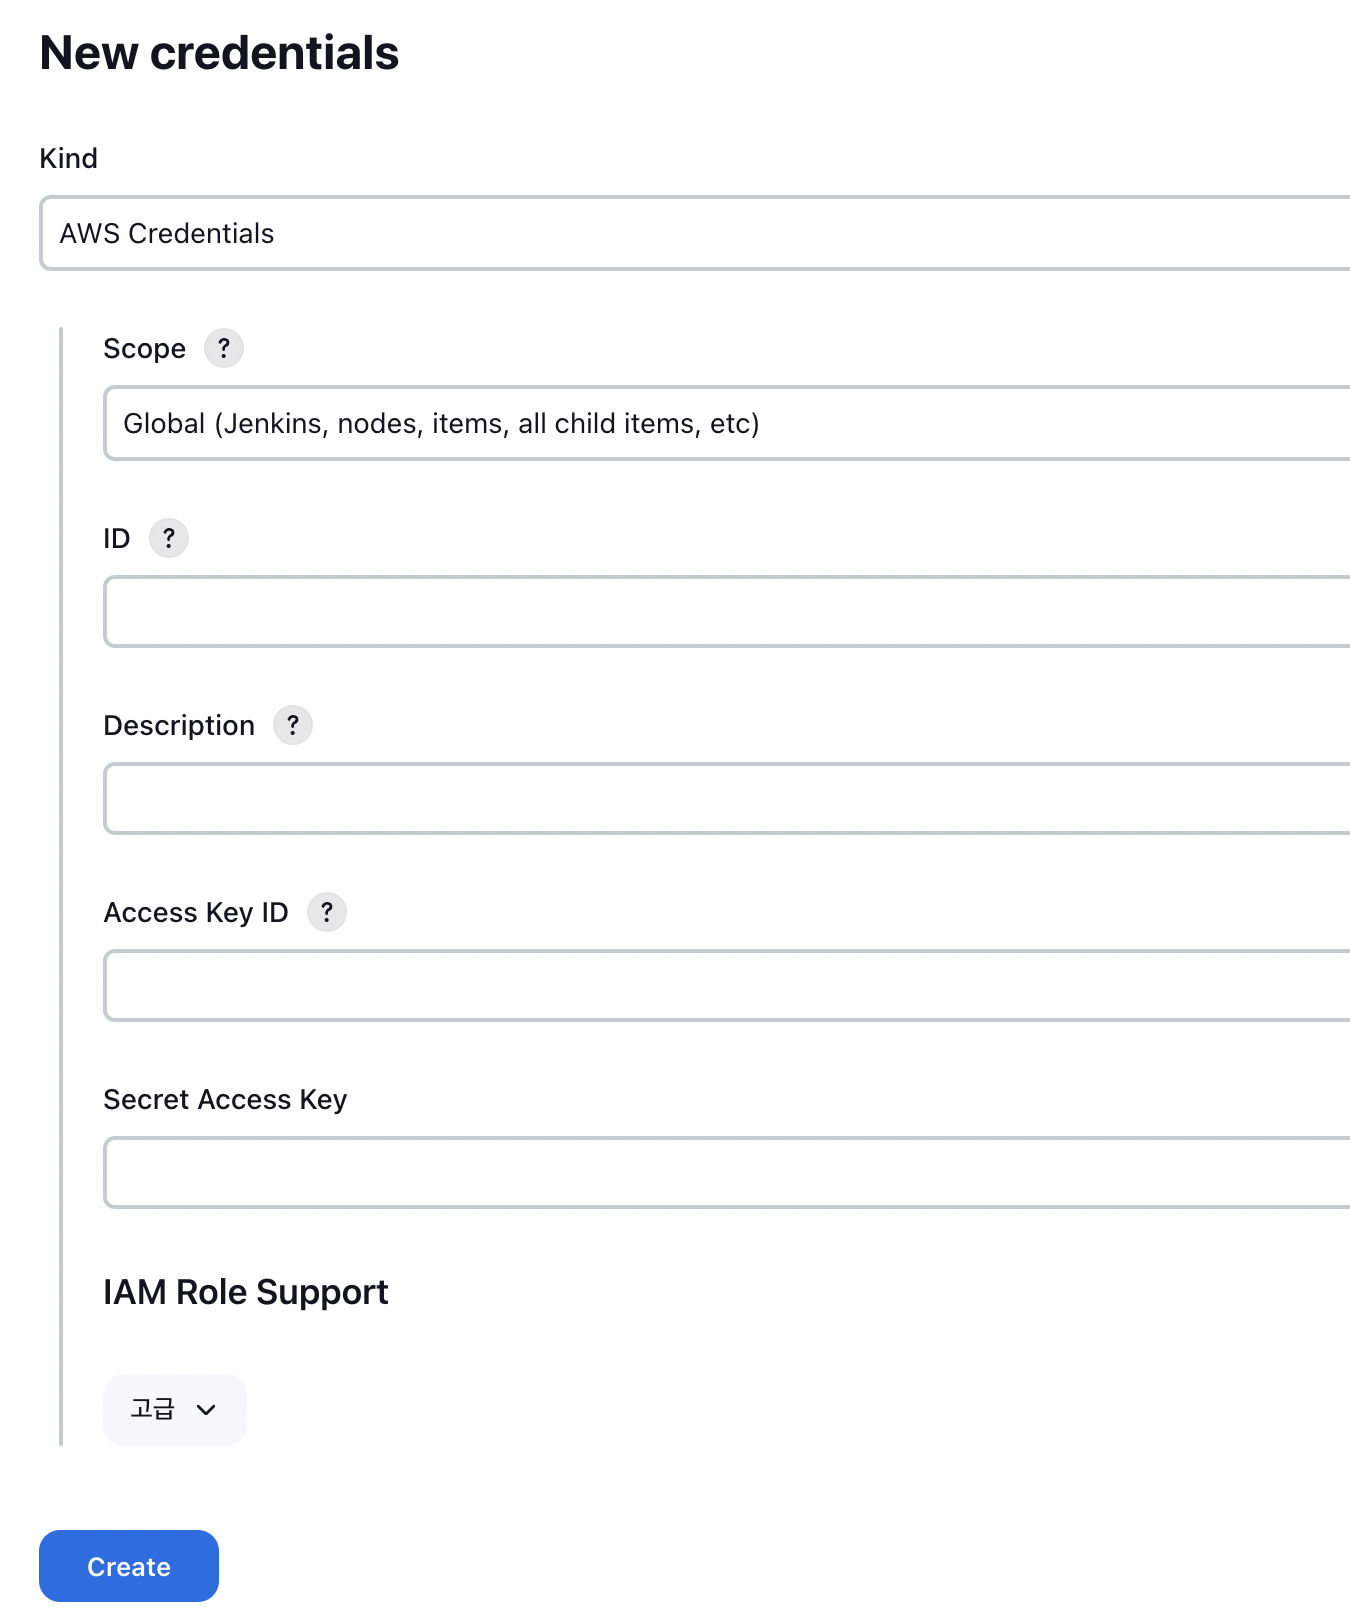 New credentials
Kind
AWS Credentials
Scope ?
Global (Jenkins, nodes, items, all child items, etc)
ID ?
Description ?
Access Key ID ?
Secret Access Key
IAM Role Support
고급
Create